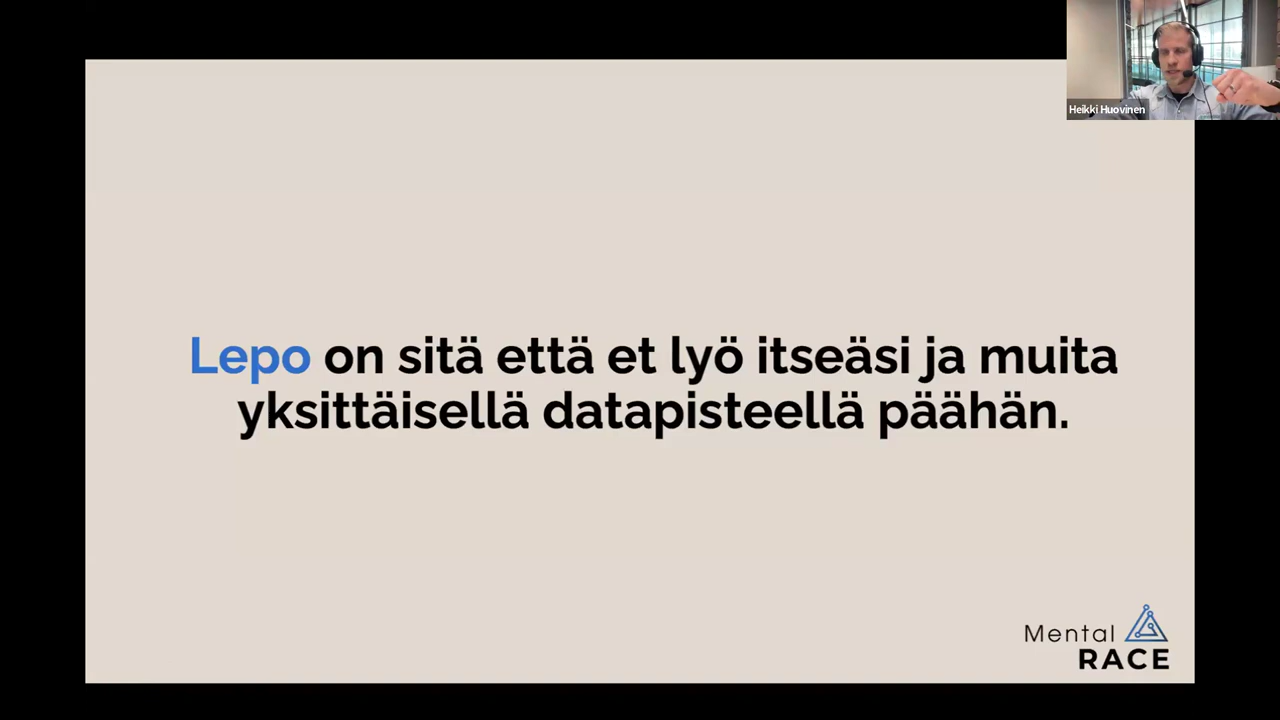 Heikki Huovinen
Lepo on sitä että et lyö itseäsi ja muita
yksittäisellä datapisteellä päähän.
Mental
RACE